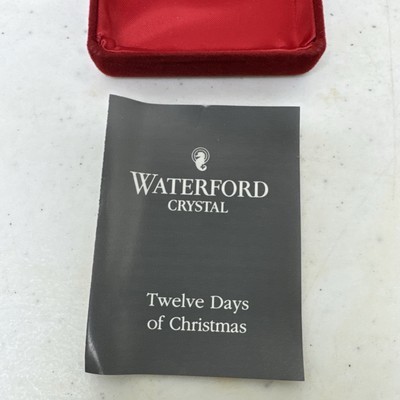 WATERFORD
CRYSTAL
Twelve Days
of Christmas